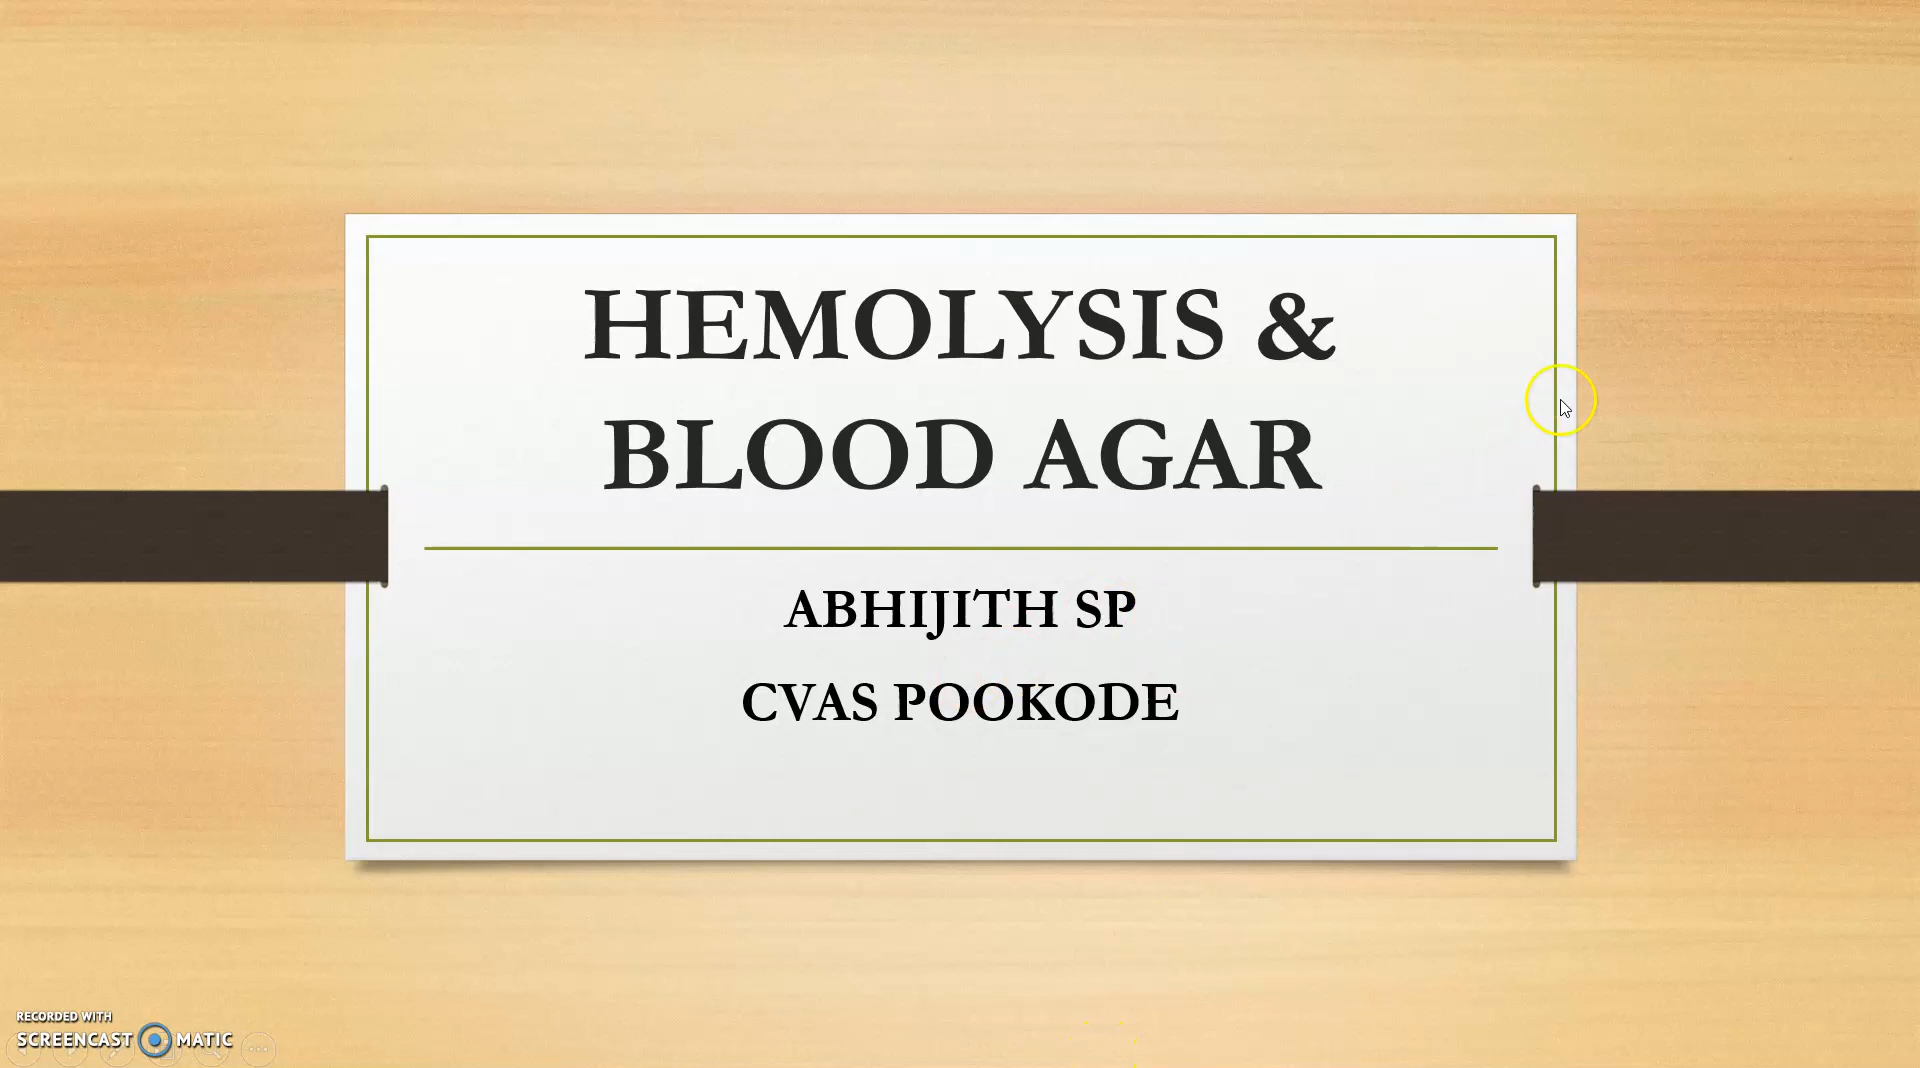 HEMOLYSIS &
BLOOD AGAR
ABHIJITH SP
CVAS POOKODE
RECORDED WITH
SCREENCAST MATIC